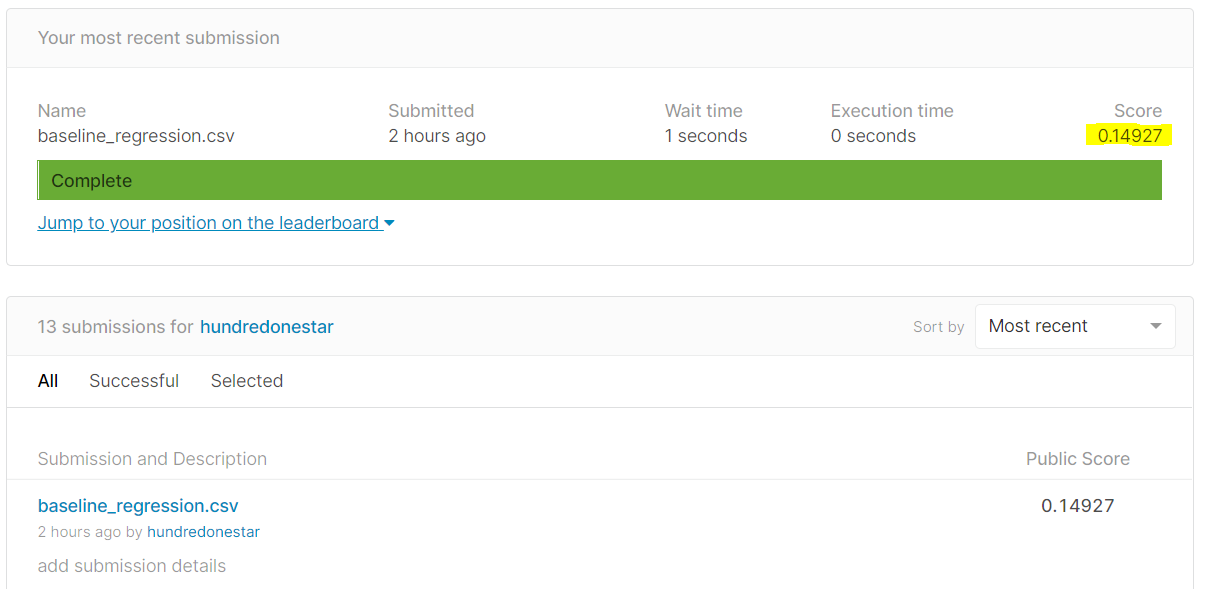 Your most recent submission
Name Submitted Wait time Execution time Score
baseline_regression.csv 2 hours ago 1 seconds 0 seconds 0.14927
Complete
Jump to your position on the leaderboard
13 submissions for hundredonestar Sort by Most recent
All Successful Selected
Submission and Description Public Score
baseline_regression.csv 0.14927
2 hours ago by hundredonestar
add submission details